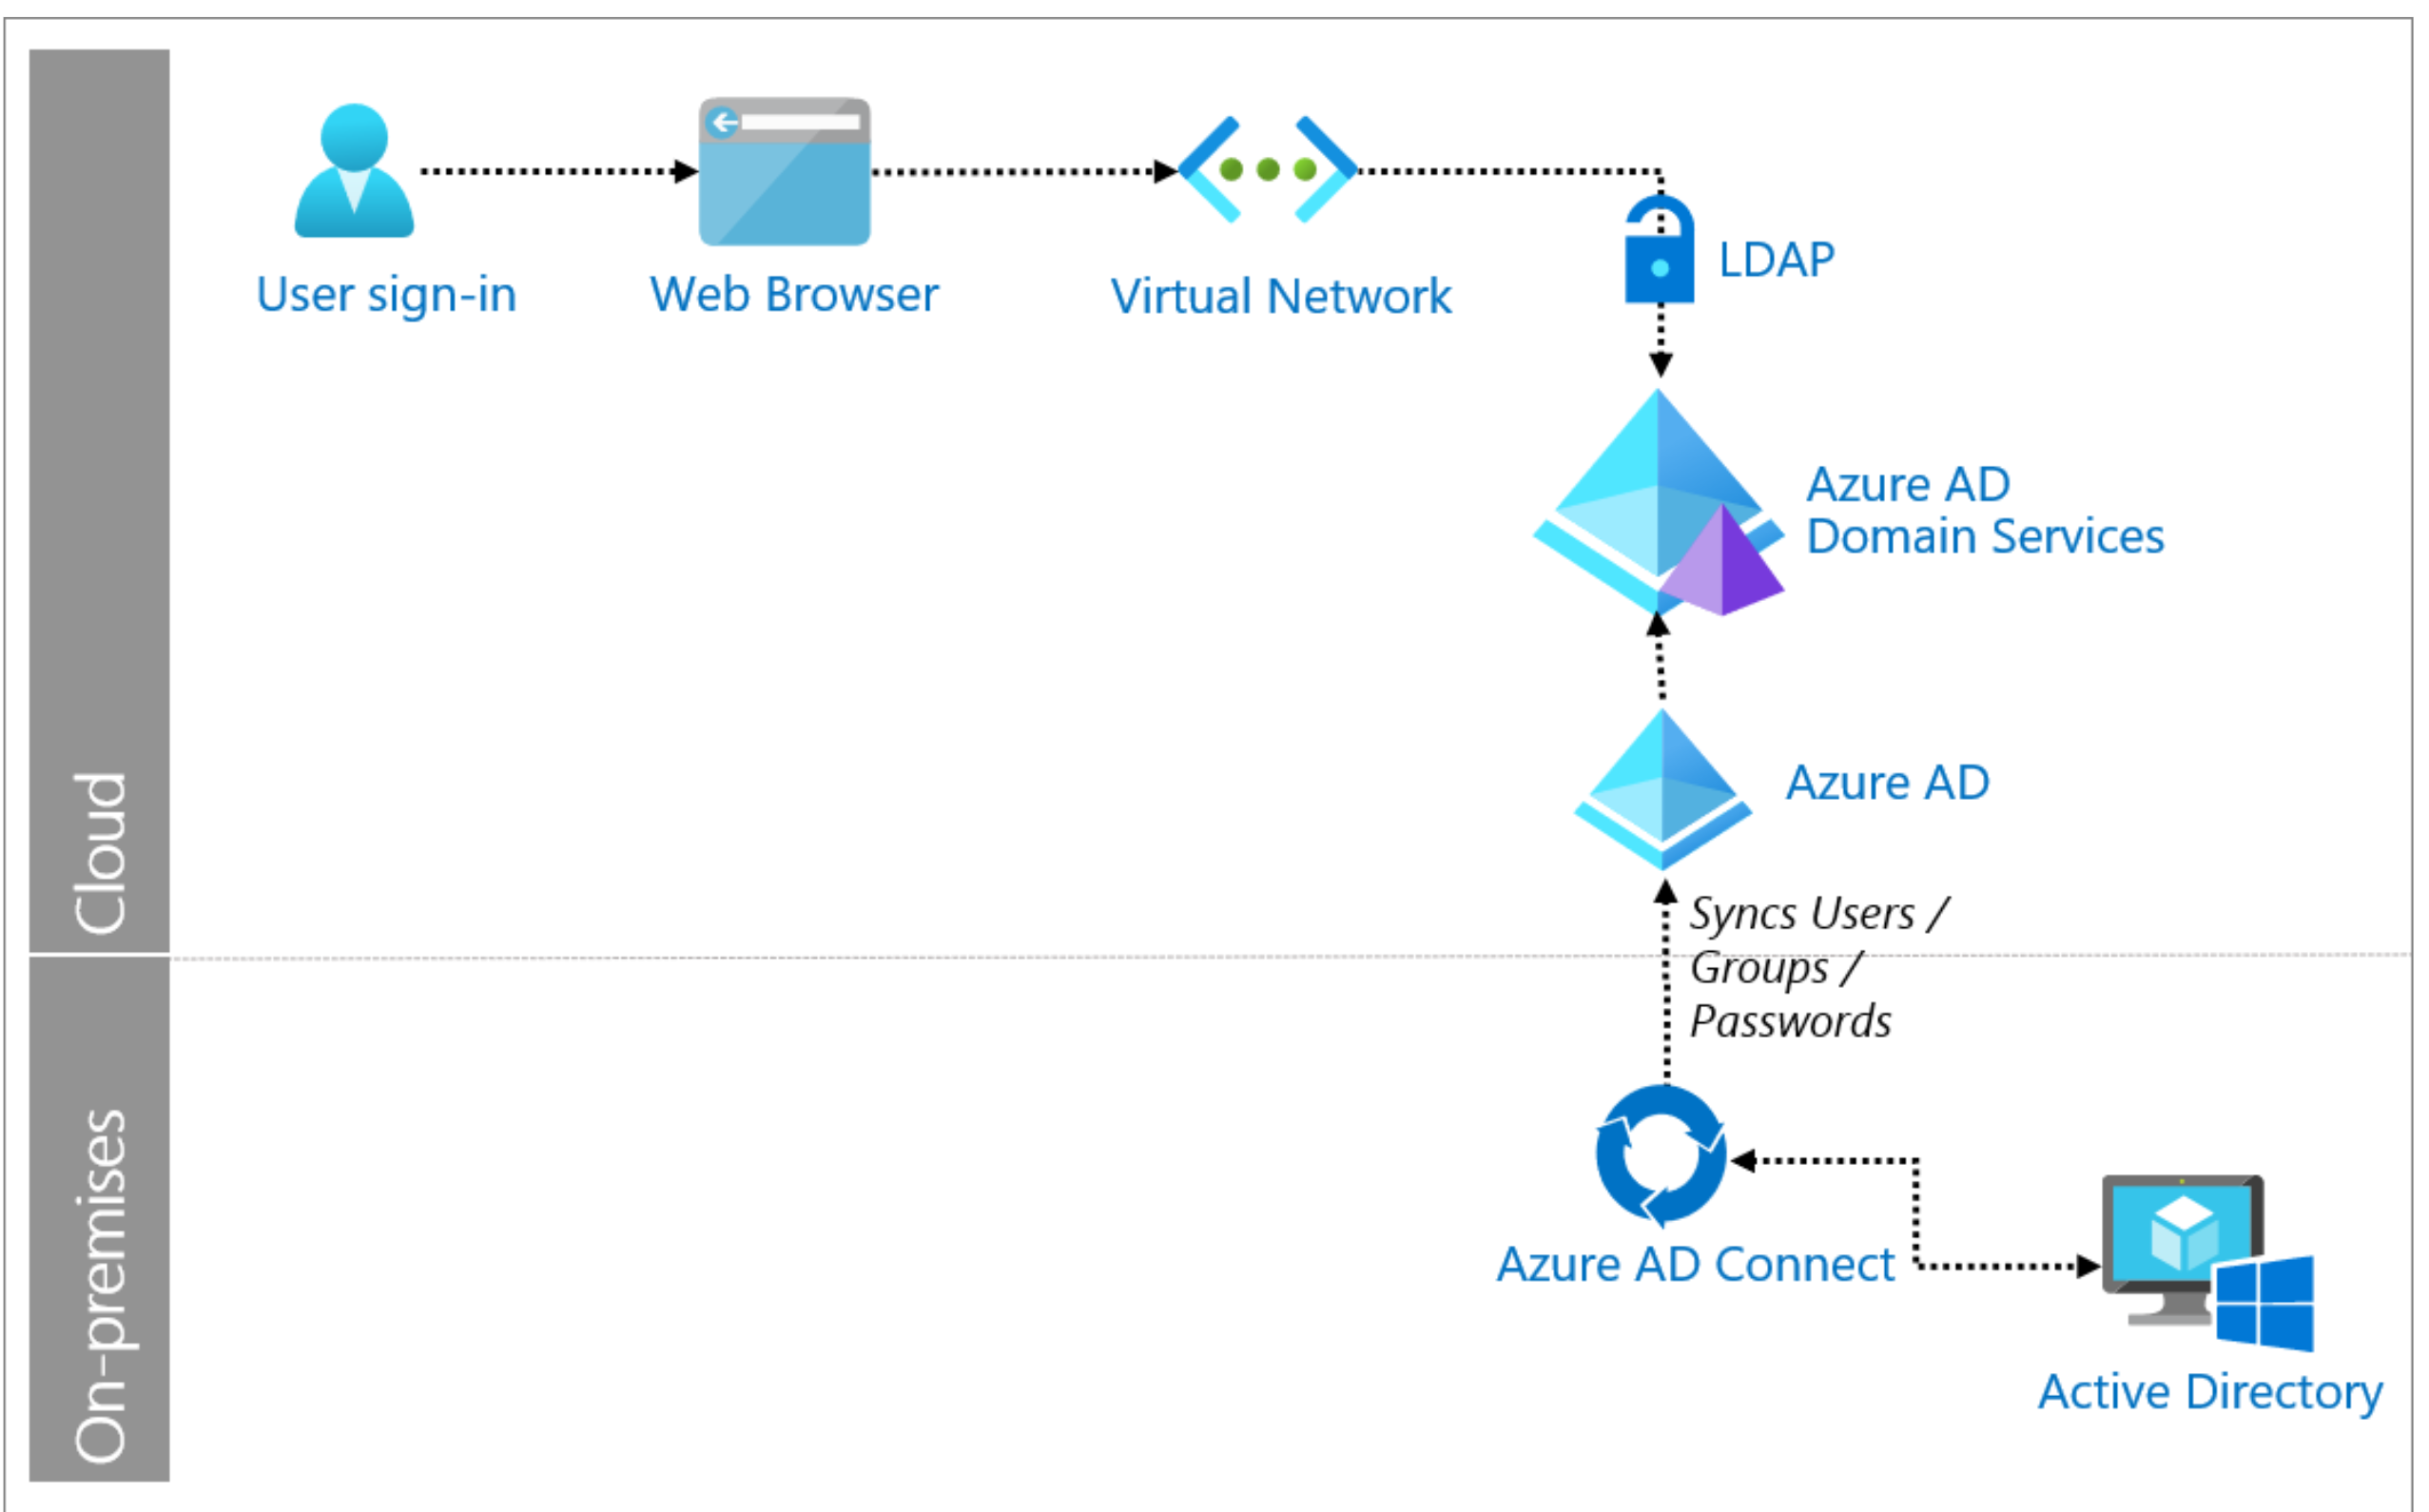 User sign-in
Web Browser
Virtual Network
LDAP
Azure AD
Domain Services
Azure AD
Cloud
Syncs Users /
Groups /
Passwords
On-premises
Azure AD Connect
Active Directory